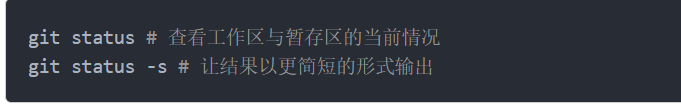 git status # 查看工作区与暂存区的当前情况
git status -s # 让结果以更简短的形式输出